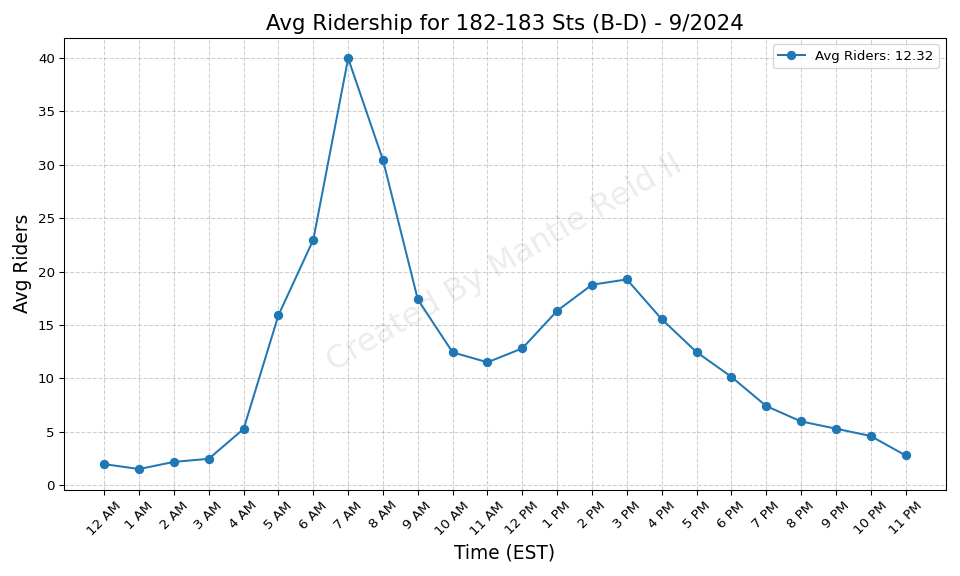 Avg Ridership for 182-183 Sts (B-D) - 9/2024
Avg Riders: 12.32
Avg Riders
40
35
30
25
20
15
10
5
0
Created By Mantle Reid II
12 AM
1 AM
2 AM
3 AM
4 AM
5 AM
6 AM
7 AM
8 AM
9 AM
10 AM
11 AM
12 PM
1 PM
2 PM
3 PM
4 PM
5 PM
6 PM
7 PM
8 PM
9 PM
10 PM
11 PM
Time (EST)